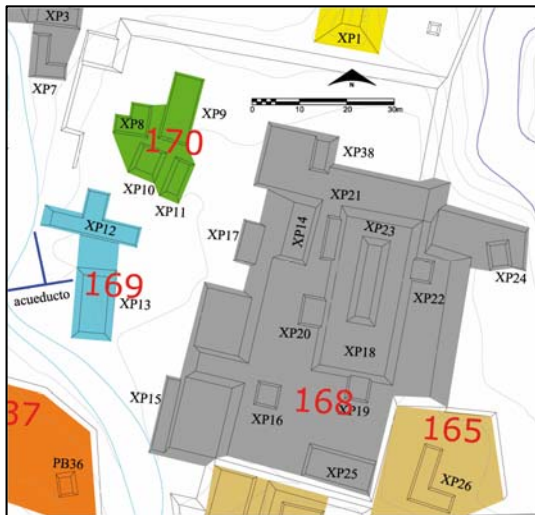 XP3
XP1
N
XP7
0 10 20 30m
XP9
XP8
170
XP38
XP10
XP11
XP21
XP14
XP23
XP12
XP17
XP24
169
XP13
acueducto
XP22
XP20
XP18
XP15
XP16
168
XP19
37
165
PB36
XP25
XP26